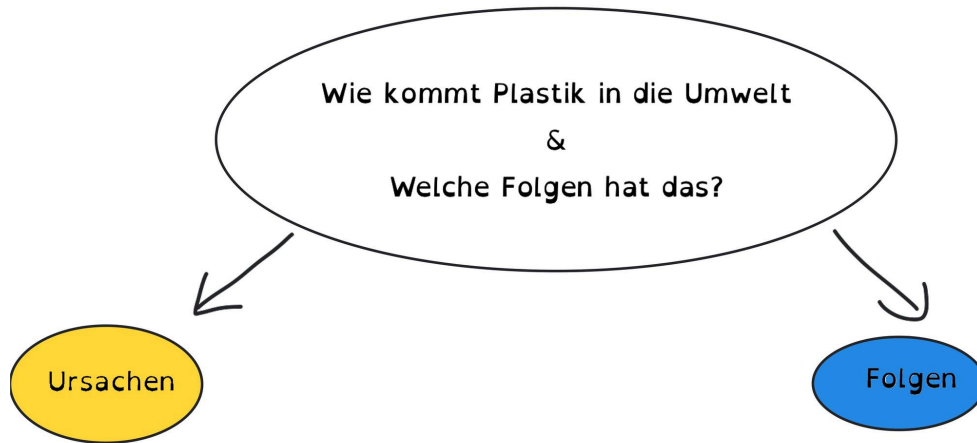 Wie kommt Plastik in die Umwelt
&
Welche Folgen hat das?
Ursachen
Folgen